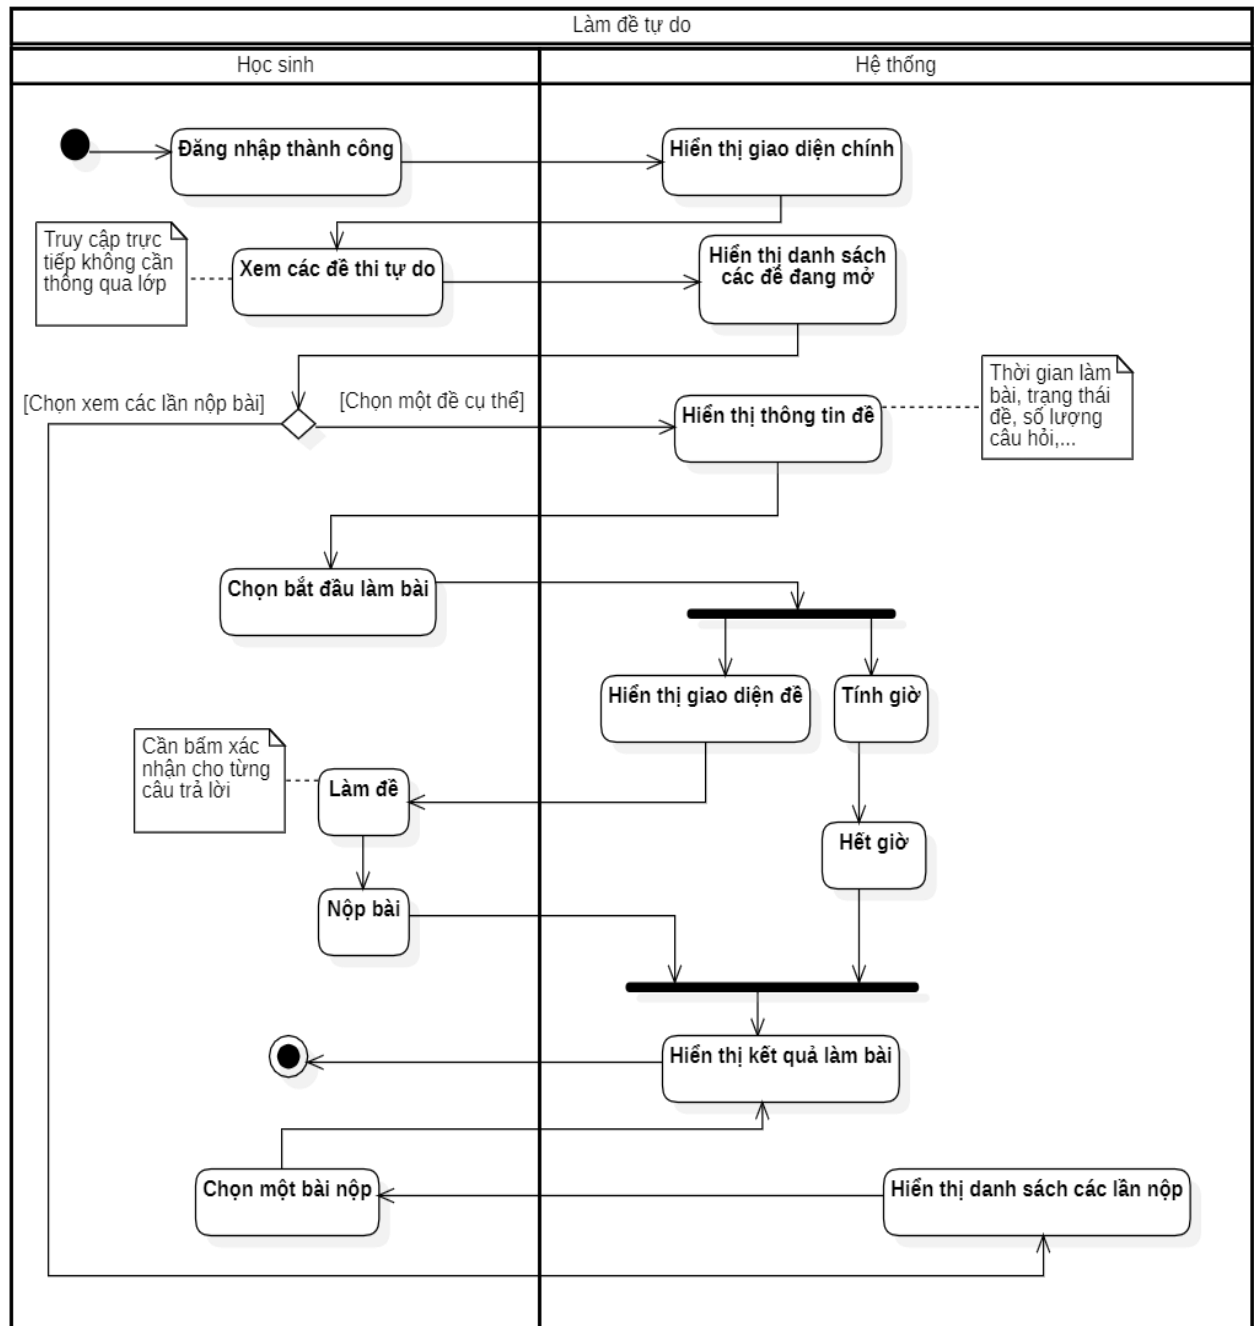 Làm đề tự do
Học sinh
Hệ thống
Đăng nhập thành công
Hiển thị giao diện chính
Truy cập trực
tiếp không cần
thông qua lớp
Xem các đề thi tự do
Hiển thị danh sách
các đề đang mở
[Chọn xem các lần nộp bài]
[Chọn một đề cụ thể]
Hiển thị thông tin đề
Thời gian làm
bài, trạng thái
đề, số lượng
câu hỏi,...
Chọn bắt đầu làm bài
Hiển thị giao diện đề
Tính giờ
Cần bấm xác
nhận cho từng
câu trả lời
Làm đề
Hết giờ
Nộp bài
Hiển thị kết quả làm bài
Chọn một bài nộp
Hiển thị danh sách các lần nộp